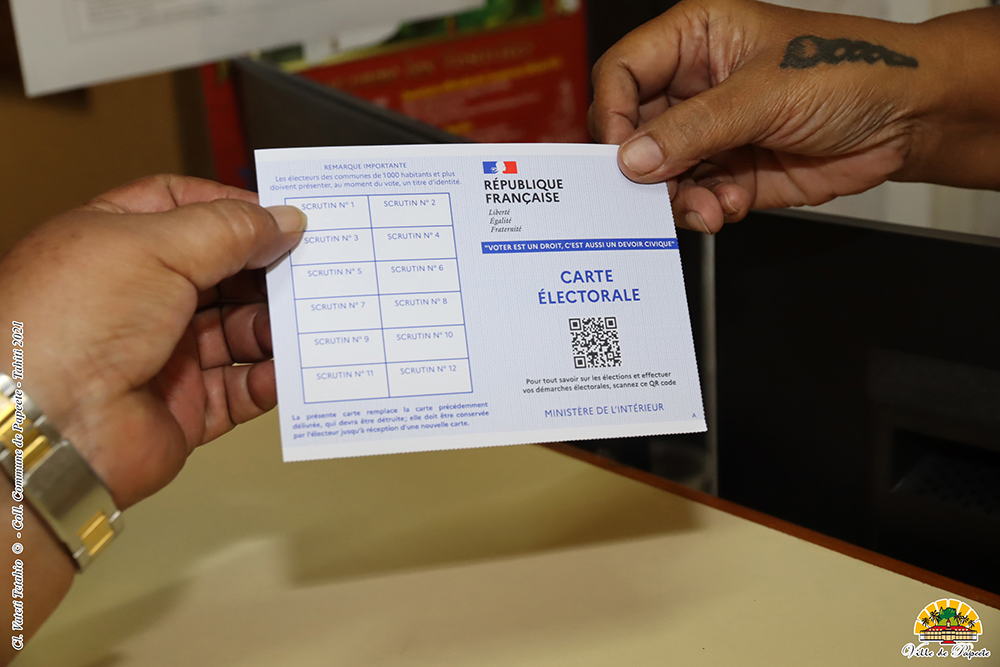 REMARQUE IMPORTANTE
Les électeurs des communes de 1000 habitants et plus
doivent présenter, au moment du vote, un titre d'identité.
SCRUTIN N° 1
SCRUTIN N° 2
SCRUTIN N° 3
SCRUTIN N° 4
SCRUTIN N° 5
SCRUTIN N° 6
SCRUTIN N° 7
SCRUTIN N° 8
SCRUTIN N° 9
SCRUTIN N° 10
SCRUTIN N° 11
SCRUTIN N° 12
La présente carte remplace la carte précédemment
délivrée, qui devra être détruite; elle doit être conservée
par l'électeur jusqu'à réception d'une nouvelle carte.
RÉPUBLIQUE
FRANÇAISE
Liberté
Égalité
Fraternité
"VOTER EST UN DROIT, C'EST AUSSI UN DEVOIR CIVIQUE"
CARTE
ÉLECTORALE
Pour tout savoir sur les élections et effectuer
vos démarches électorales, scannez ce QR code
MINISTÈRE DE L'INTÉRIEUR
A
Cl. Vateti Tetahio © - Coll. Commune de Papeete - Tahiti 2021
Ville de Papeete